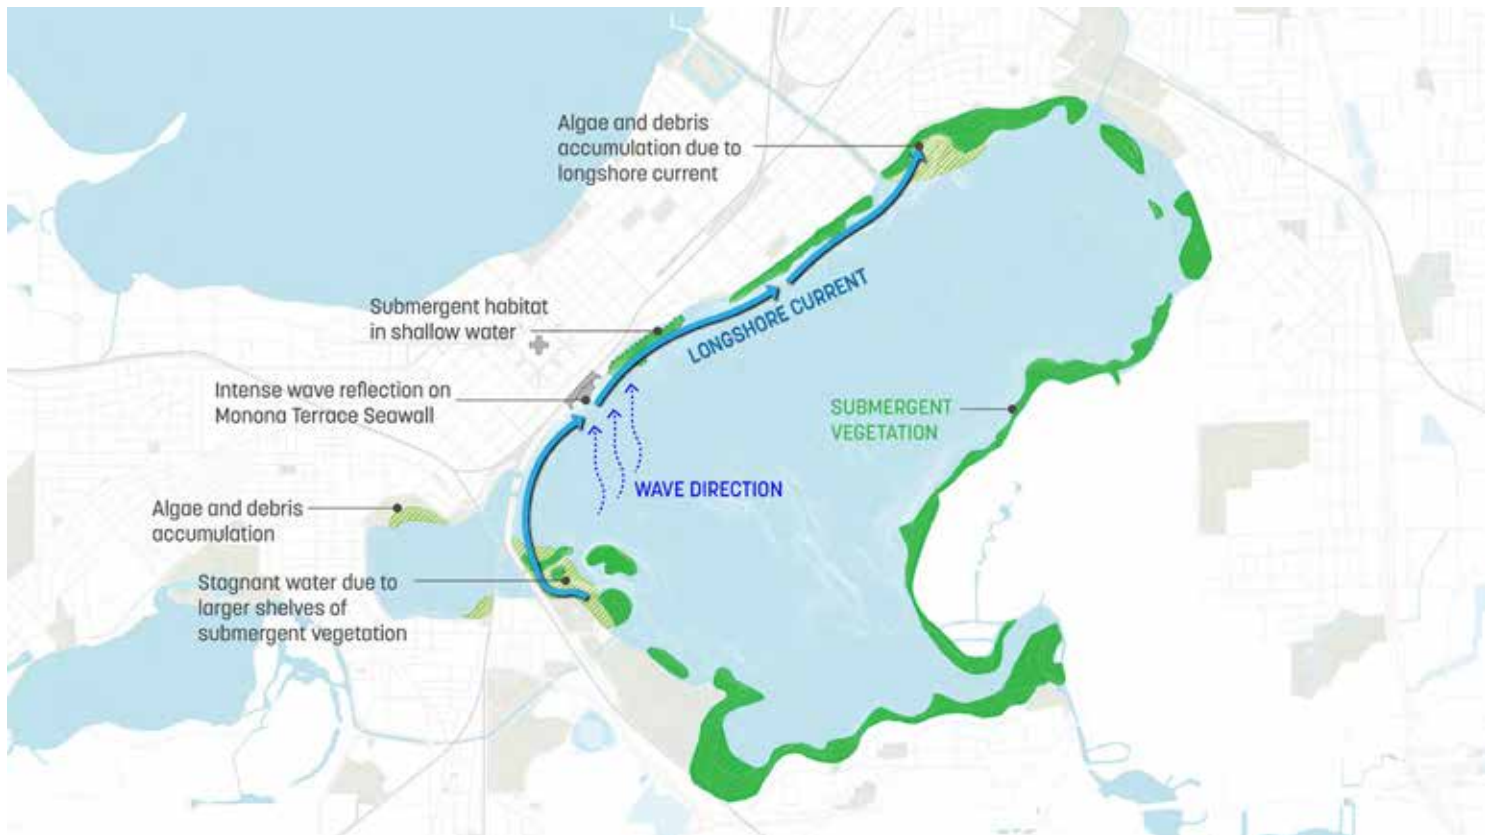 Algae and debris
accumulation due to
longshore current
Submergent habitat
in shallow water
LONGSHORE CURRENT
Intense wave reflection on
Monona Terrace Seawall
SUBMERGENT
VEGETATION
WAVE DIRECTION
Algae and debris
accumulation
Stagnant water due to
larger shelves of
submergent vegetation